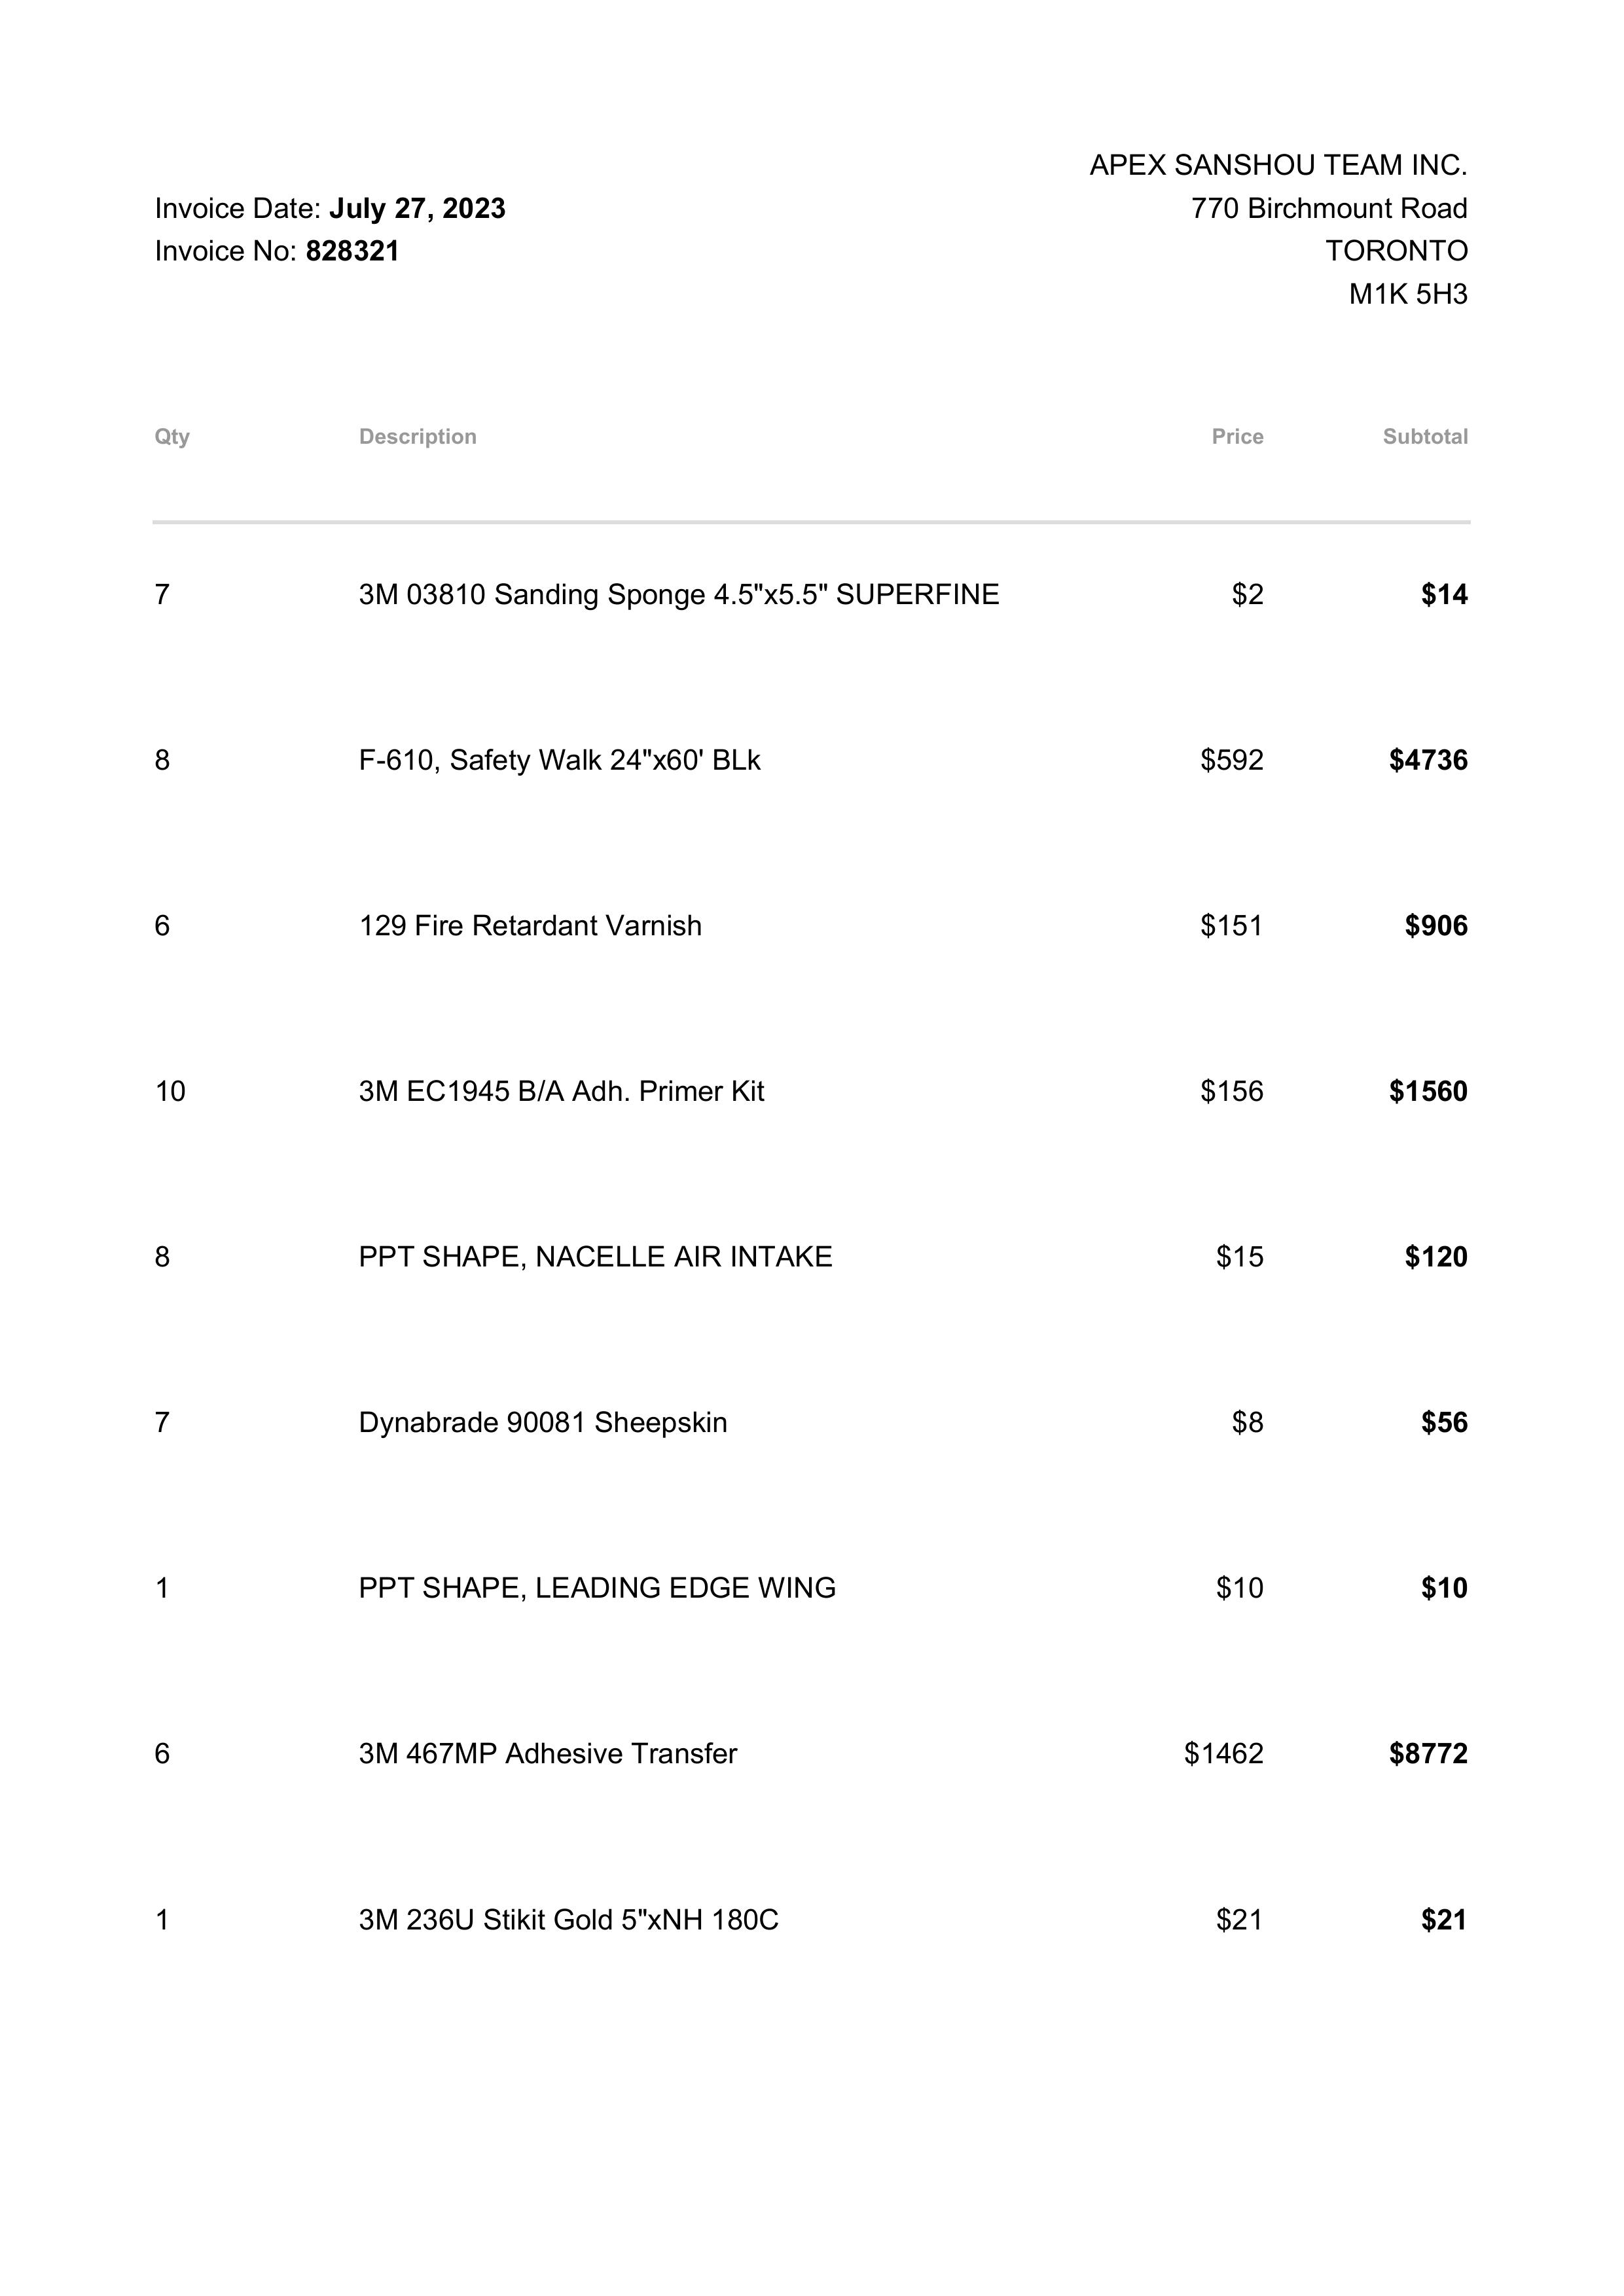 APEX SANSHOU TEAM INC.
Invoice Date: July 27, 2023 770 Birchmount Road
Invoice No: 828321 TORONTO
M1K 5H3
Qty Description Price Subtotal
7 3M 03810 Sanding Sponge 4.5"x5.5" SUPERFINE $2 $14
8 F-610, Safety Walk 24"x60' BLk $592 $4736
6 129 Fire Retardant Varnish $151 $906
10 3M EC1945 B/A Adh. Primer Kit $156 $1560
8 PPT SHAPE, NACELLE AIR INTAKE $15 $120
7 Dynabrade 90081 Sheepskin $8 $56
1 PPT SHAPE, LEADING EDGE WING $10 $10
6 3M 467MP Adhesive Transfer $1462 $8772
1 3M 236U Stikit Gold 5"xNH 180C $21 $21